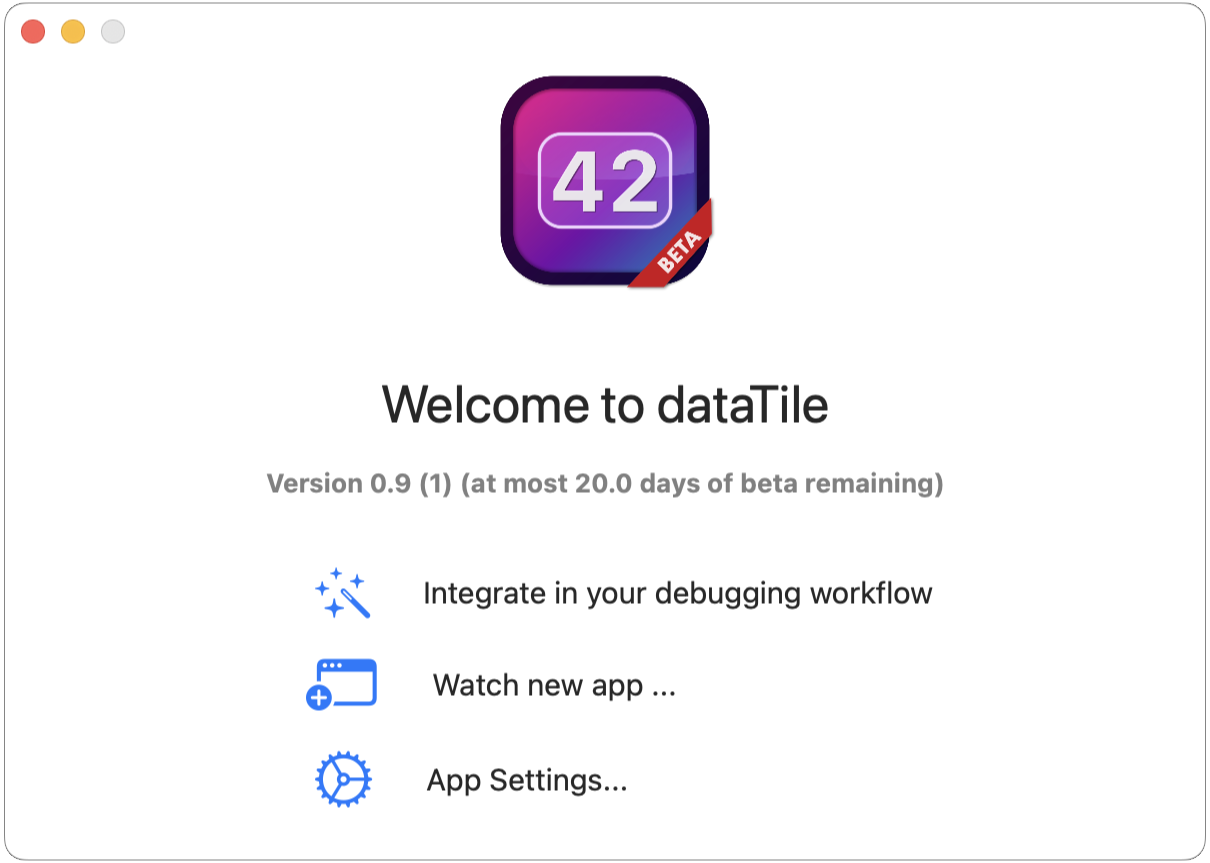 42
BETA
Welcome to dataTile
Version 0.9 (1) (at most 20.0 days of beta remaining)
Integrate in your debugging workflow
Watch new app ...
App Settings...